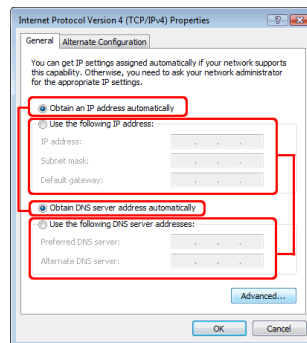 Internet Protocol Version 4 (TCP/IPv4) Properties
General
Alternate Configuration
You can get IP settings assigned automatically if your network supports
this capability. Otherwise, you need to ask your network administrator
for the appropriate IP settings.
Obtain an IP address automatically
Use the following IP address:
IP address:
Subnet mask:
Default gateway:
Obtain DNS server address automatically
Use the following DNS server addresses:
Preferred DNS server:
Alternate DNS server:
Advanced...
OK
Cancel